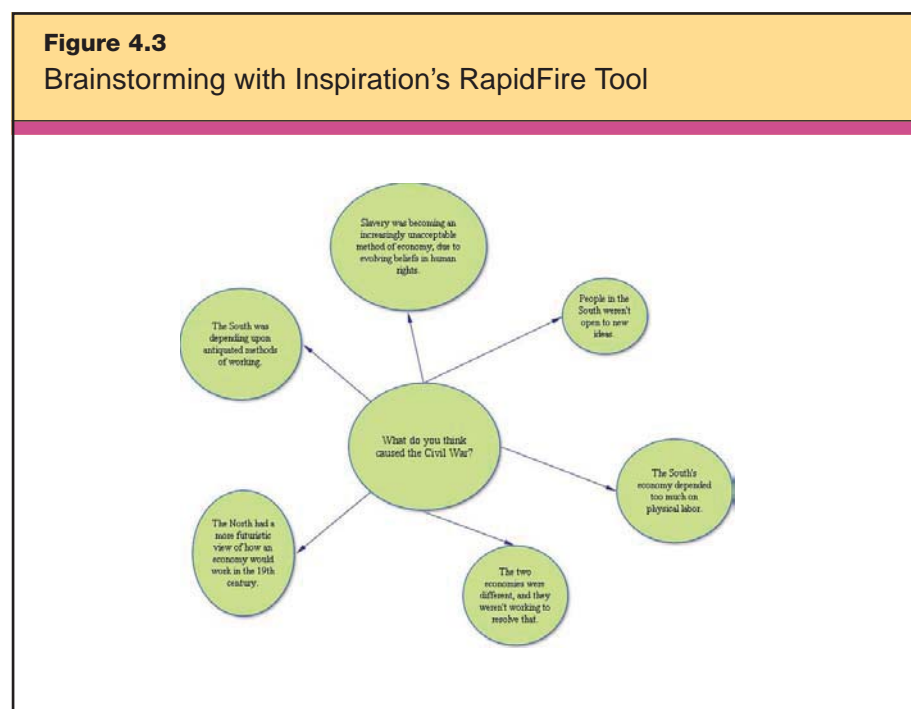 Figure 4.3
Brainstorming with Inspiration's RapidFire Tool
Slavery was becoming an
increasingly unacceptable
method of economy, due to
evolving beliefs in human
rights.
People in the
South weren't
open to new
ideas.
The South was
depending upon
antiquated methods
of working.
What do you think
caused the Civil War?
The South's
economy depended
too much on
physical labor.
The North had a
more futuristic
view of how an
economy would
work in the 19th
century.
The two
economies were
different, and they
weren't working to
resolve that.